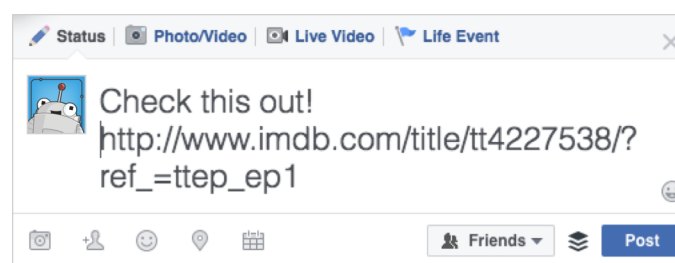 Status Photo/Video Live Video Life Event
Check this out!
http://www.imdb.com/title/tt4227538/?
ref_=ttep_ep1
Friends Post